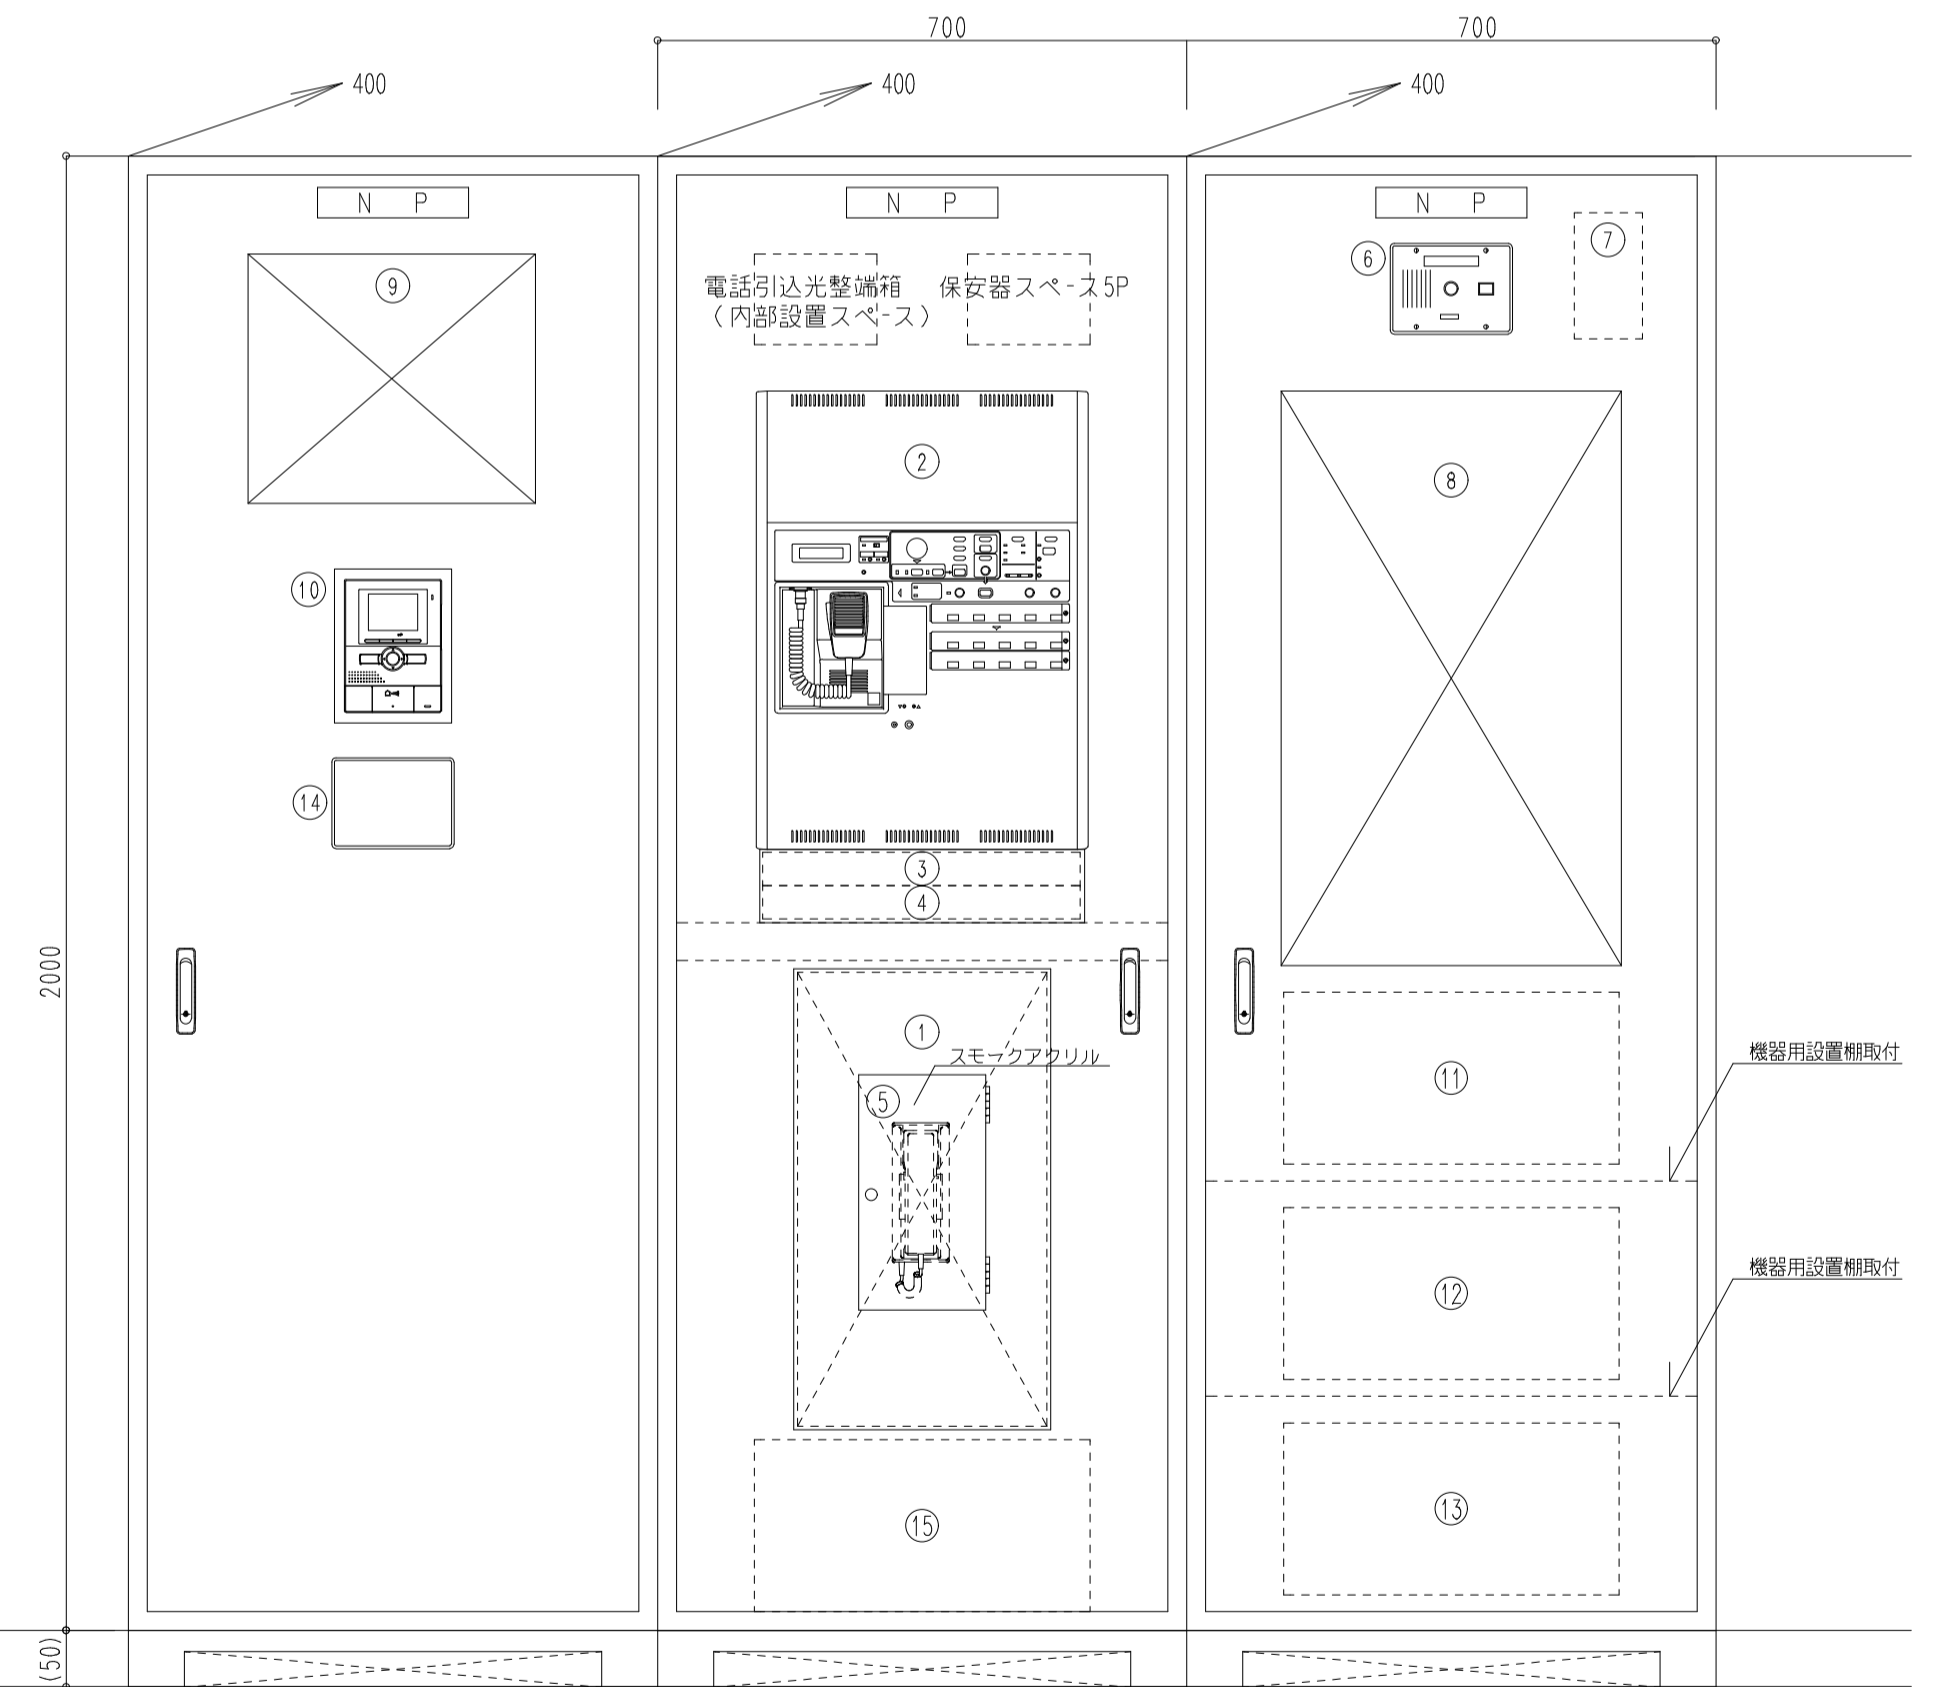 700
700
400
400
400
N P
N P
N P
⑨
電話引込光整端箱
(内部設置スペース)
保安器スペース5P
⑥
⑦
②
⑧
⑩
⑭
③
④
2000
①
スモークアクリル
⑤
⑪
機器用設置棚取付
⑫
機器用設置棚取付
⑬
⑮
(50)